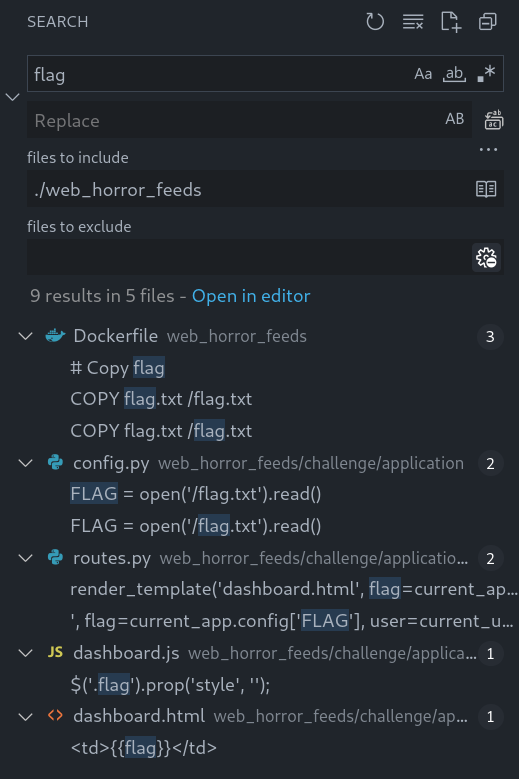 SEARCH
flag
Aa ab .*
Replace
AB ab ac
files to include
...
./web_horror_feeds
files to exclude
9 results in 5 files - Open in editor
Dockerfile web_horror_feeds 3
# Copy flag
COPY flag.txt /flag.txt
COPY flag.txt /flag.txt
config.py web_horror_feeds/challenge/application 2
FLAG = open('/flag.txt').read()
FLAG = open('/flag.txt').read()
routes.py web_horror_feeds/challenge/applicatio... 2
render_template('dashboard.html', flag=current_ap...
', flag=current_app.config['FLAG'], user=current_u...
JS dashboard.js web_horror_feeds/challenge/applica... 1
$('.flag').prop('style', '');
<> dashboard.html web_horror_feeds/challenge/ap... 1
<td>{{flag}}</td>